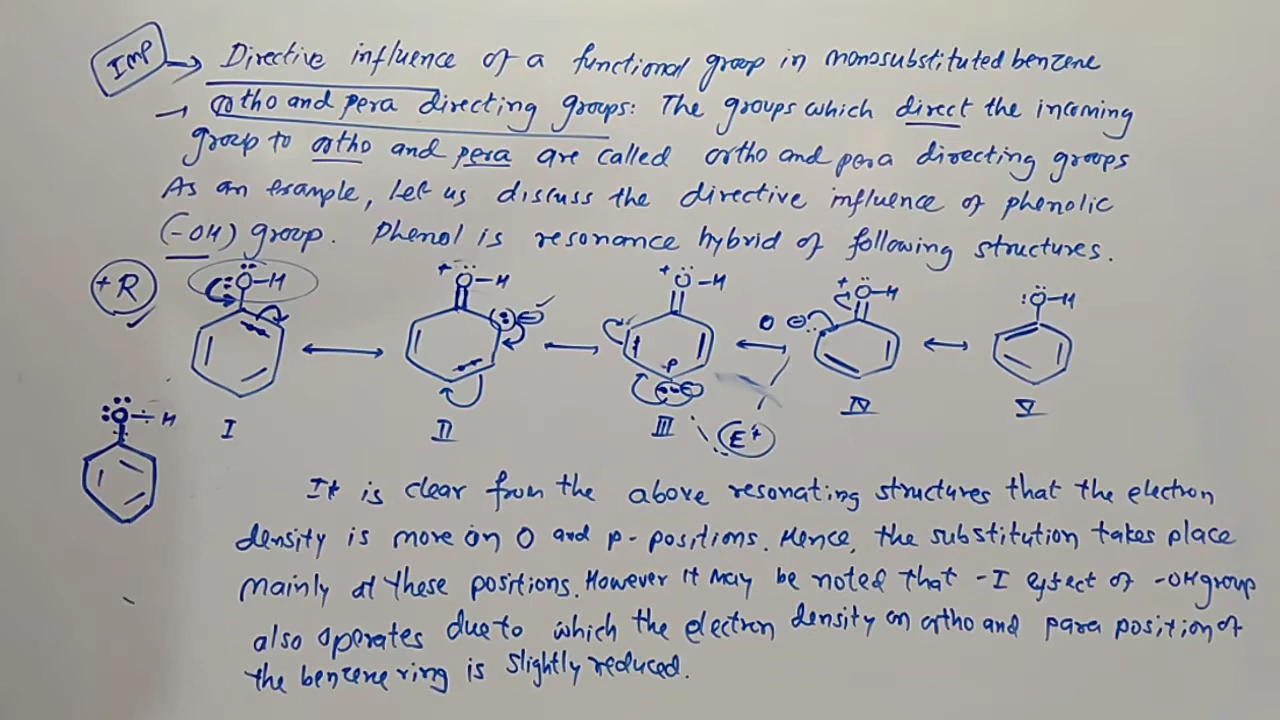 IMP → Directive influence of a functional group in monosubstituted benzene
→ ortho and pera directing groups: The groups which direct the incoming
group to ortho and pera are called ortho and pera directing groups
As an example, Let us discuss the directive influence of phenolic
(-OH) group. Phenol is resonance hybrid of following structures.
+R :Ö-H + Ö-H + Ö-H + Ö-H :Ö-H
O P
I II III IV V
E+
:Ö-H
It is clear from the above resonating structures that the electron
density is more on O and p-positions. Hence, the substitution takes place
mainly at these positions. However it may be noted that -I effect of -OH group
also operates due to which the electron density on ortho and para position of
the benzene ring is slightly reduced.